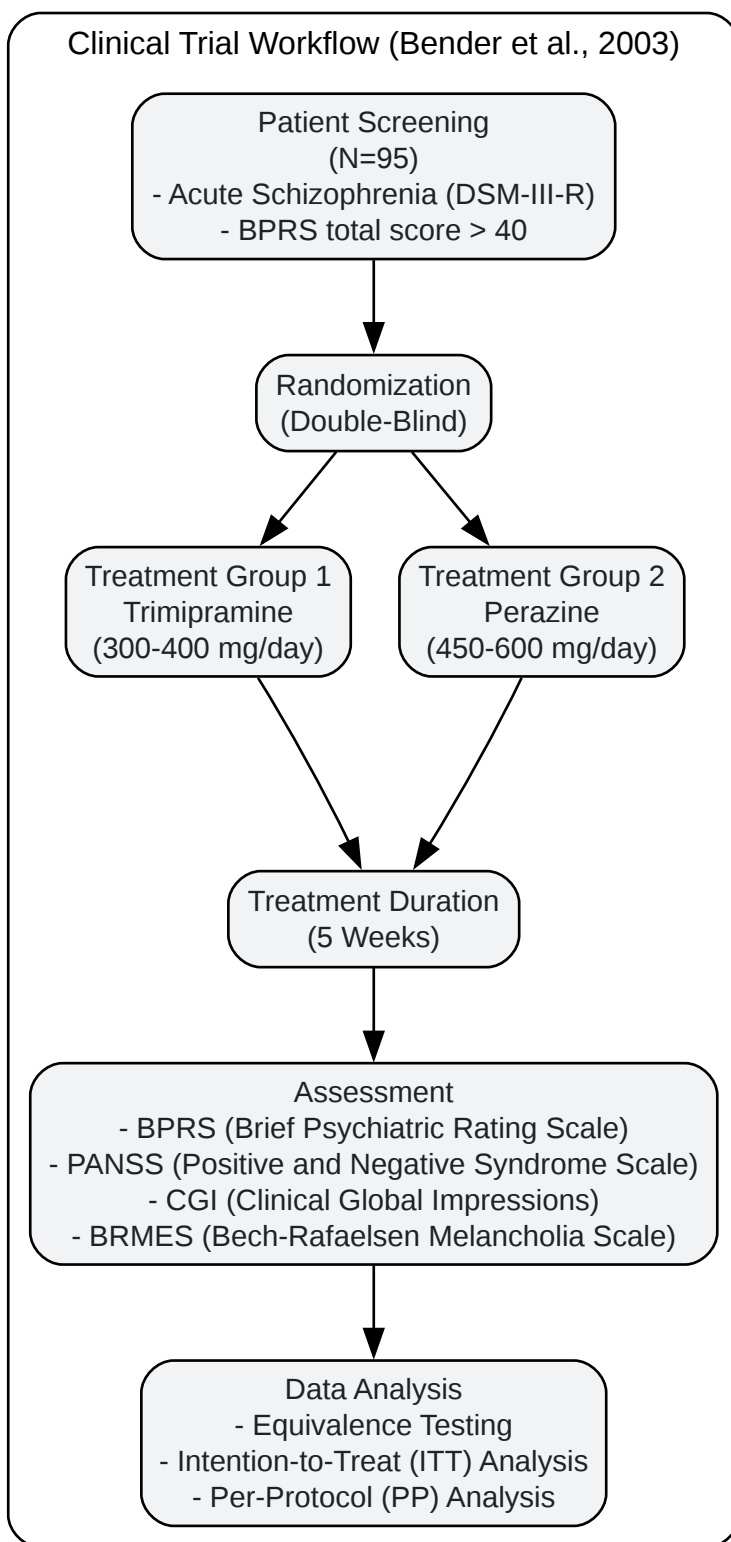 Clinical Trial Workflow (Bender et al., 2003)
Patient Screening
(N=95)
- Acute Schizophrenia (DSM-III-R)
- BPRS total score > 40
Randomization
(Double-Blind)
Treatment Group 1
Trimipramine
(300-400 mg/day)
Treatment Group 2
Perazine
(450-600 mg/day)
Treatment Duration
(5 Weeks)
Assessment
- BPRS (Brief Psychiatric Rating Scale)
- PANSS (Positive and Negative Syndrome Scale)
- CGI (Clinical Global Impressions)
- BRMES (Bech-Rafaelsen Melancholia Scale)
Data Analysis
- Equivalence Testing
- Intention-to-Treat (ITT) Analysis
- Per-Protocol (PP) Analysis